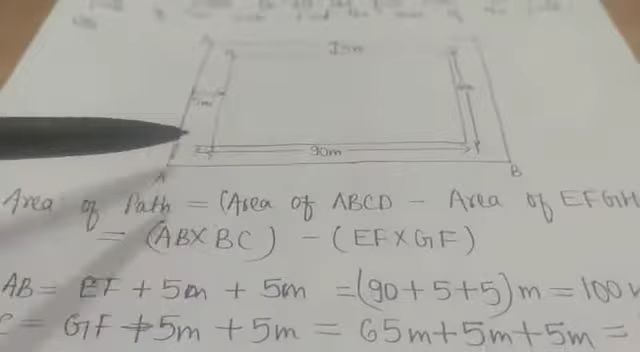 5m
90m
A B
Area of Path = (Area of ABCD - Area of EFGH
= (AB×BC) - (EF×GF)
AB = EF + 5m + 5m = (90+5+5)m = 100
C = GF + 5m + 5m = 65m+5m+5m =